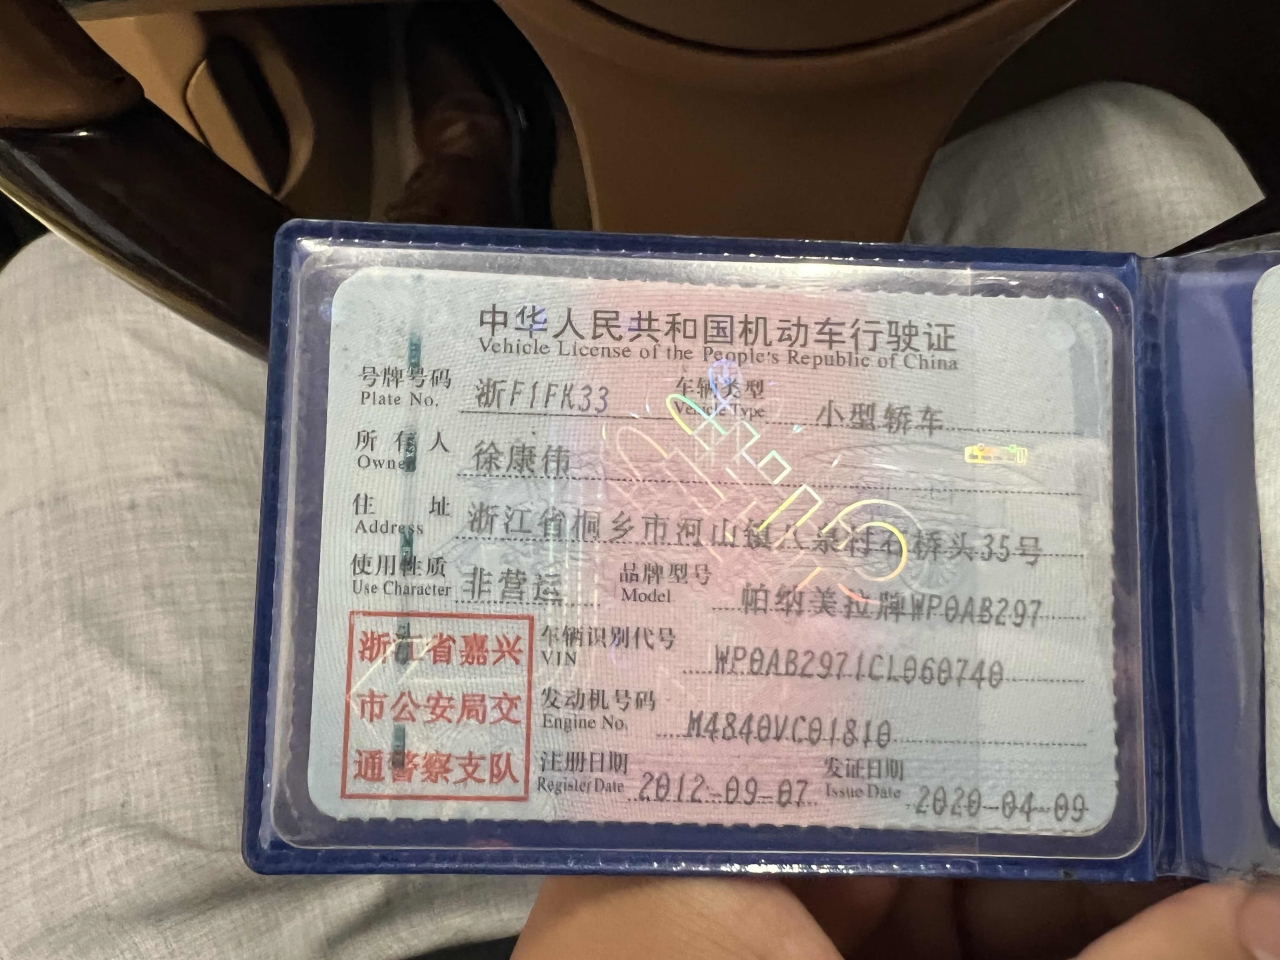 中华人民共和国机动车行驶证
Vehicle License of the People's Republic of China
号牌号码 浙F1FK33 车辆类型 小型轿车
Plate No. Vehicle Type
所有人 徐康伟
Owner
住址 浙江省桐乡市河山镇八泉村石桥头35号
Address
使用性质 非营运 品牌型号 帕纳美拉牌WP0AB297
Use Character Model
浙江省嘉兴
市公安局交
通警察支队
车辆识别代号 WP0AB2971CL060740
VIN
发动机号码 M4840VC01810
Engine No.
注册日期 2012-09-07 发证日期 2020-04-09
Register Date Issue Date